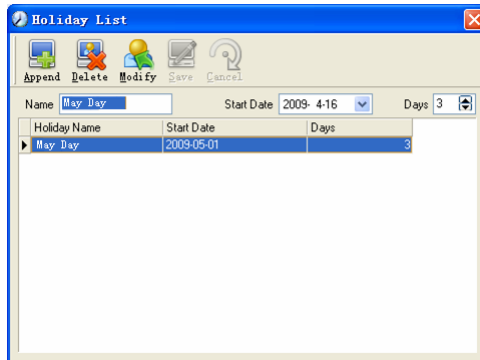 Holiday List
Append Delete Modify Save Cancel
Name May Day Start Date 2009- 4-16 Days 3
Holiday Name Start Date Days
May Day 2009-05-01 3